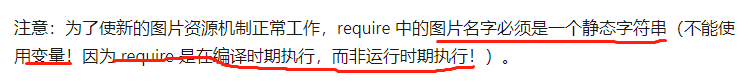 注意：为了使新的图片资源机制正常工作，require 中的图片名字必须是一个静态字符串（不能使
用变量！因为 require 是在编译时期执行，而非运行时期执行！）。